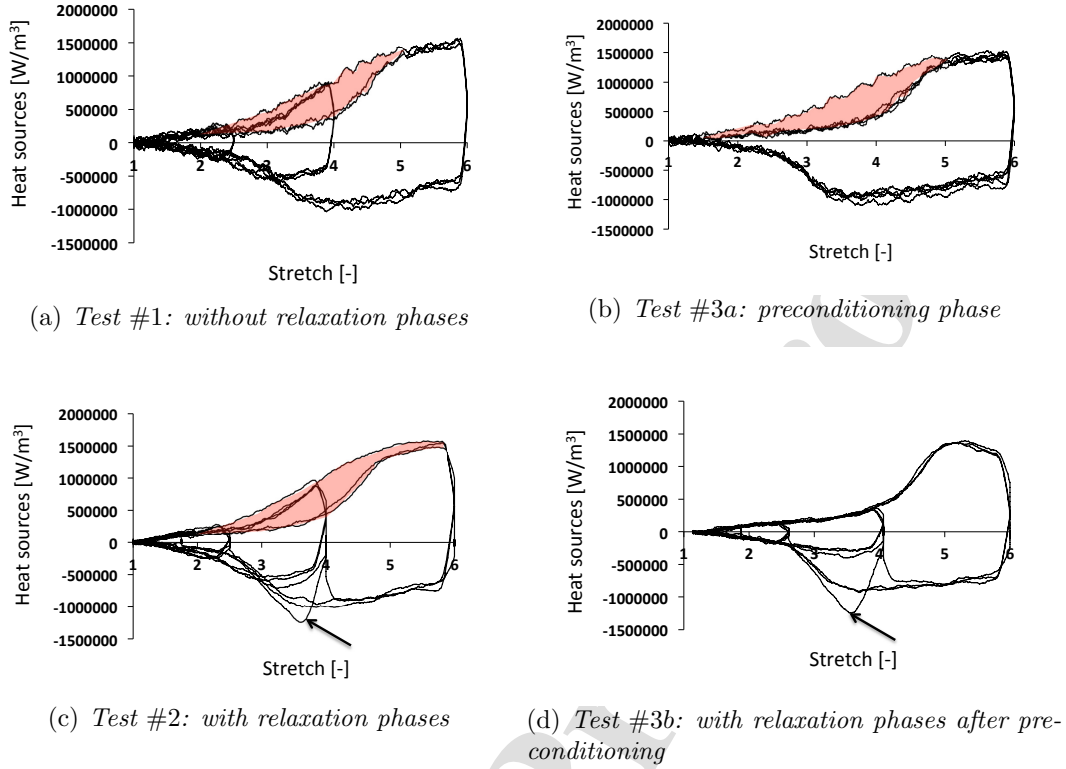 2000000
1500000
1000000
500000
0
-500000
-1000000
-1500000
Heat sources [W/m³]
1 2 3 4 5 6
Stretch [-]
(a) Test #1: without relaxation phases
2000000
1500000
1000000
500000
0
-500000
-1000000
-1500000
Heat sources [W/m³]
1 2 3 4 5 6
Stretch [-]
(b) Test #3a: preconditioning phase
2000000
1500000
1000000
500000
0
-500000
-1000000
-1500000
Heat sources [W/m³]
1 2 3 4 5 6
Stretch [-]
(c) Test #2: with relaxation phases
2000000
1500000
1000000
500000
0
-500000
-1000000
-1500000
Heat sources [W/m³]
1 2 3 4 5 6
Stretch [-]
(d) Test #3b: with relaxation phases after pre-
conditioning